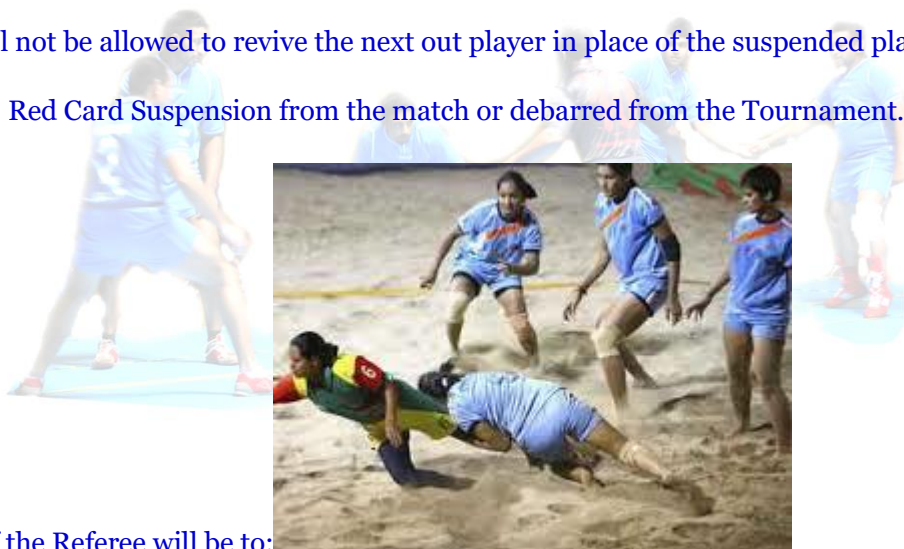 not be allowed to revive the next out player in place of the suspended
Red Card Suspension from the match or debarred from the Tournament.
the Referee will be to:
6